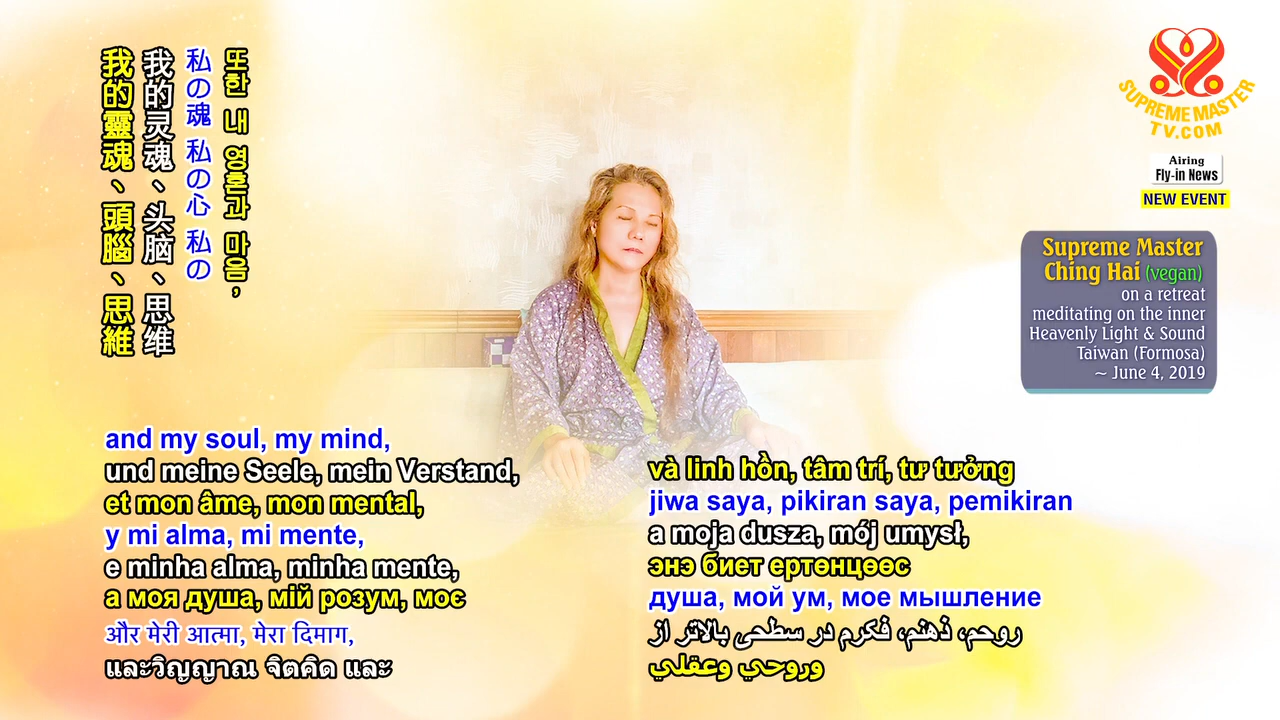 我的靈魂、頭腦、思維
我的灵魂、头脑、思维
私の魂 私の心 私の
또한 내 영혼과 마음,
SUPREME MASTER
TV.COM
Airing
Fly-in News
NEW EVENT
Supreme Master
Ching Hai (vegan)
on a retreat
meditating on the inner
Heavenly Light & Sound
Taiwan (Formosa)
~ June 4, 2019
and my soul, my mind,
und meine Seele, mein Verstand,
et mon âme, mon mental,
y mi alma, mi mente,
e minha alma, minha mente,
а моя душа, мій розум, моє
और मेरी आत्मा, मेरा दिमाग,
และวิญญาณ จิตคิด และ
và linh hồn, tâm trí, tư tưởng
jiwa saya, pikiran saya, pemikiran
a moja dusza, mój umysł,
энэ биет ертөнцөөс
душа, мой ум, мое мышление
روحم، ذهنم، فکرم در سطحی بالاتر از
وروحي وعقلي